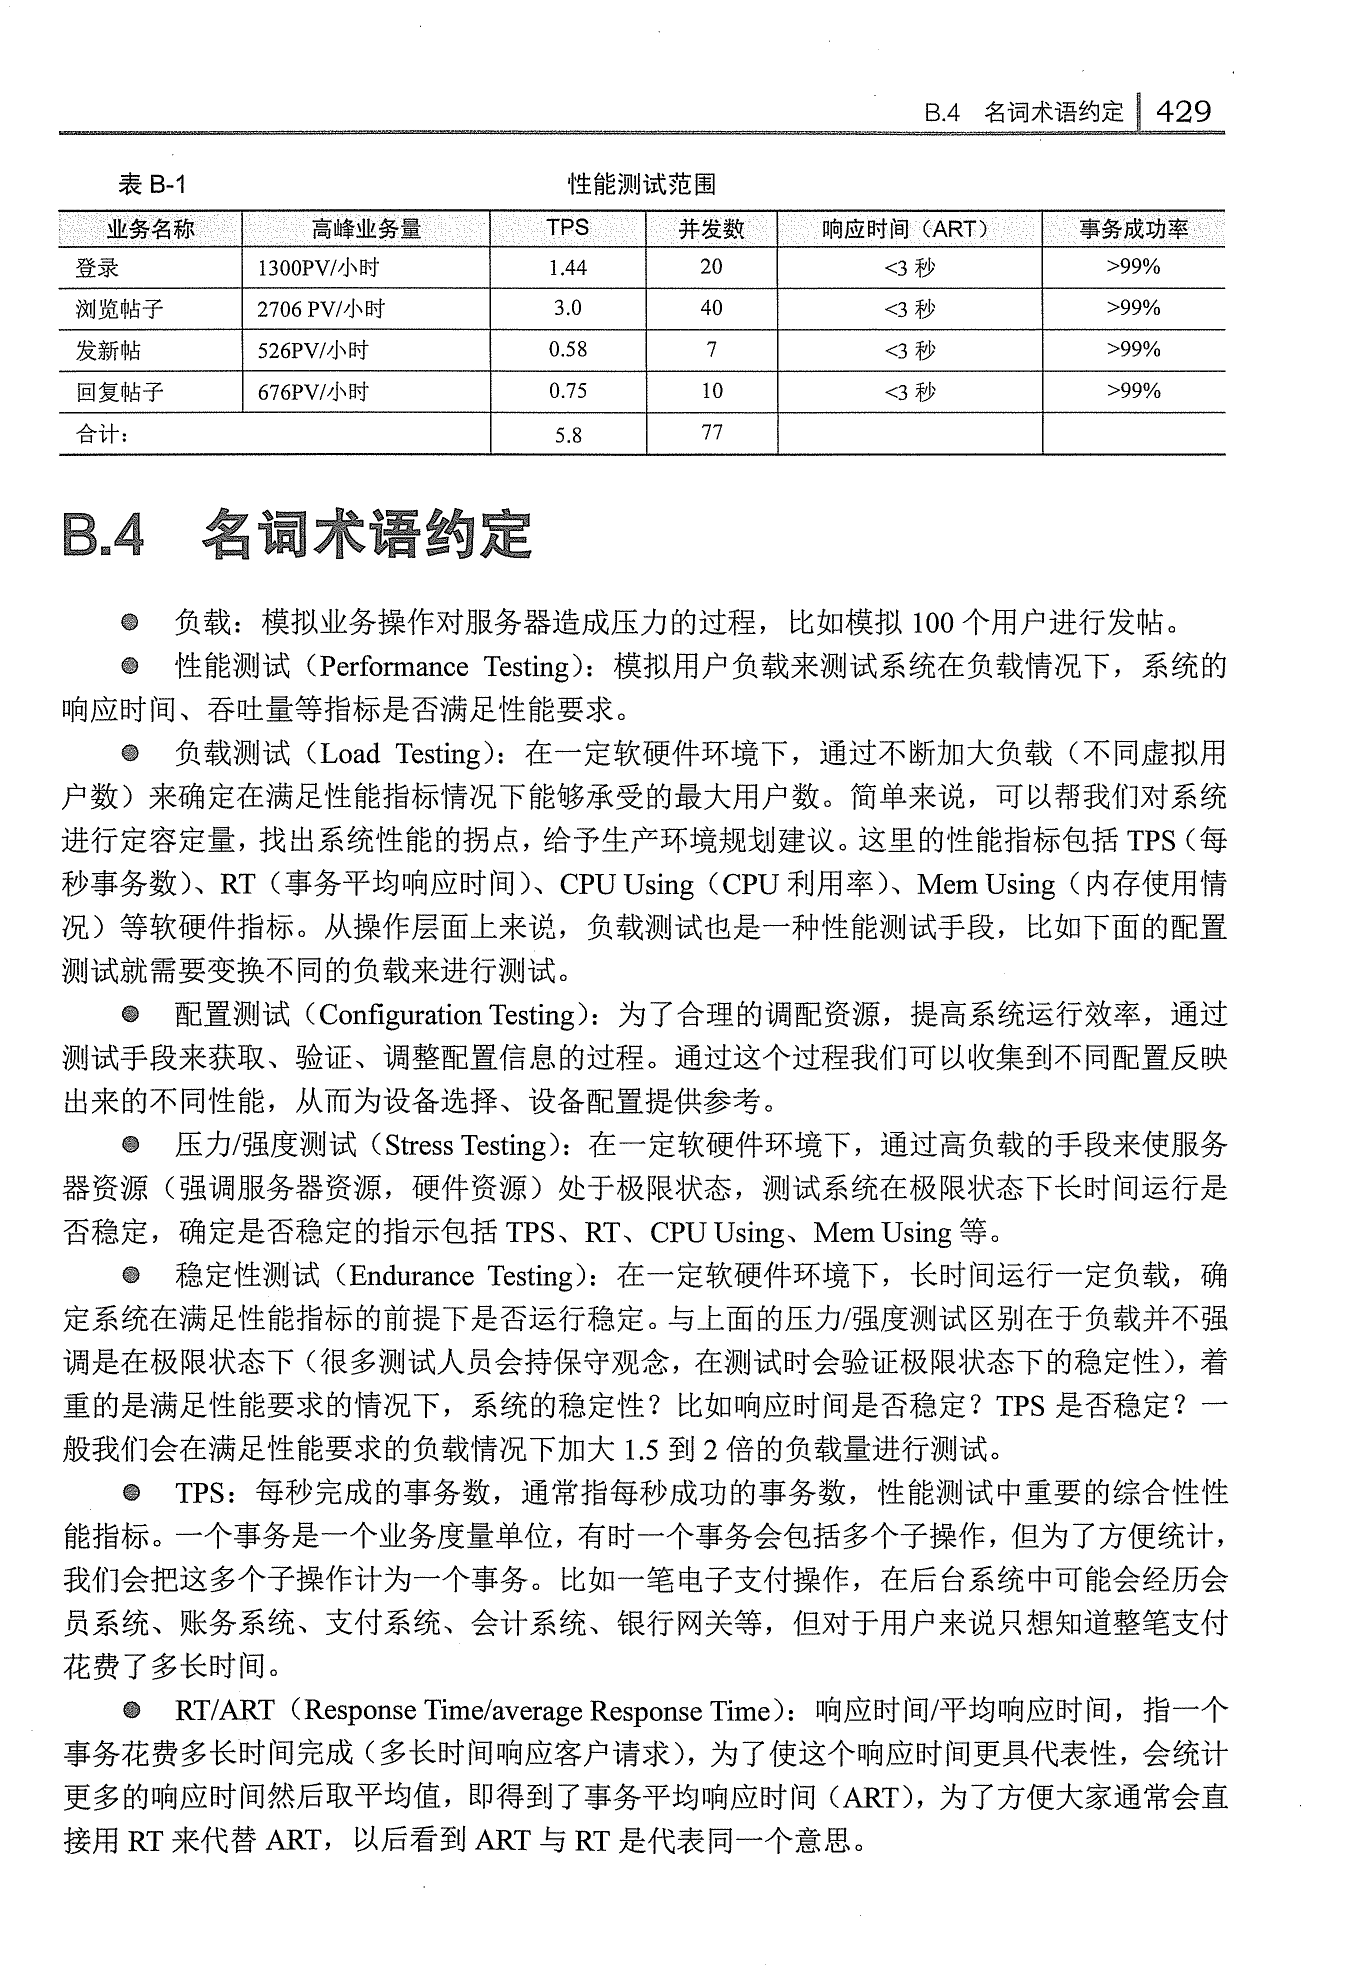 B.4 名词术语约定 429
表 B-1 性能测试范围
业务名称 高峰业务量 TPS 并发数 响应时间（ART） 事务成功率
登录 1300PV/小时 1.44 20 <3 秒 >99%
浏览帖子 2706 PV/小时 3.0 40 <3 秒 >99%
发新帖 526PV/小时 0.58 7 <3 秒 >99%
回复帖子 676PV/小时 0.75 10 <3 秒 >99%
合计： 5.8 77
B.4 名词术语约定
● 负载：模拟业务操作对服务器造成压力的过程，比如模拟 100 个用户进行发帖。
● 性能测试（Performance Testing）：模拟用户负载来测试系统在负载情况下，系统的
响应时间、吞吐量等指标是否满足性能要求。
● 负载测试（Load Testing）：在一定软硬件环境下，通过不断加大负载（不同虚拟用
户数）来确定在满足性能指标情况下能够承受的最大用户数。简单来说，可以帮我们对系统
进行定容定量，找出系统性能的拐点，给予生产环境规划建议。这里的性能指标包括 TPS（每
秒事务数）、RT（事务平均响应时间）、CPU Using（CPU 利用率）、Mem Using（内存使用情
况）等软硬件指标。从操作层面上来说，负载测试也是一种性能测试手段，比如下面的配置
测试就需要变换不同的负载来进行测试。
● 配置测试（Configuration Testing）：为了合理的调配资源，提高系统运行效率，通过
测试手段来获取、验证、调整配置信息的过程。通过这个过程我们可以收集到不同配置反映
出来的不同性能，从而为设备选择、设备配置提供参考。
● 压力/强度测试（Stress Testing）：在一定软硬件环境下，通过高负载的手段来使服务
器资源（强调服务器资源，硬件资源）处于极限状态，测试系统在极限状态下长时间运行是
否稳定，确定是否稳定的指示包括 TPS、RT、CPU Using、Mem Using 等。
● 稳定性测试（Endurance Testing）：在一定软硬件环境下，长时间运行一定负载，确
定系统在满足性能指标的前提下是否运行稳定。与上面的压力/强度测试区别在于负载并不强
调是在极限状态下（很多测试人员会持保守观念，在测试时会验证极限状态下的稳定性），着
重的是满足性能要求的情况下，系统的稳定性？比如响应时间是否稳定？TPS 是否稳定？一
般我们会在满足性能要求的负载情况下加大 1.5 到 2 倍的负载量进行测试。
● TPS：每秒完成的事务数，通常指每秒成功的事务数，性能测试中重要的综合性性
能指标。一个事务是一个业务度量单位，有时一个事务会包括多个子操作，但为了方便统计，
我们会把这多个子操作计为一个事务。比如一笔电子支付操作，在后台系统中可能会经历会
员系统、账务系统、支付系统、会计系统、银行网关等，但对于用户来说只想知道整笔支付
花费了多长时间。
● RT/ART（Response Time/average Response Time）：响应时间/平均响应时间，指一个
事务花费多长时间完成（多长时间响应客户请求），为了使这个响应时间更具代表性，会统计
更多的响应时间然后取平均值，即得到了事务平均响应时间（ART），为了方便大家通常会直
接用 RT 来代替 ART，以后看到 ART 与 RT 是代表同一个意思。